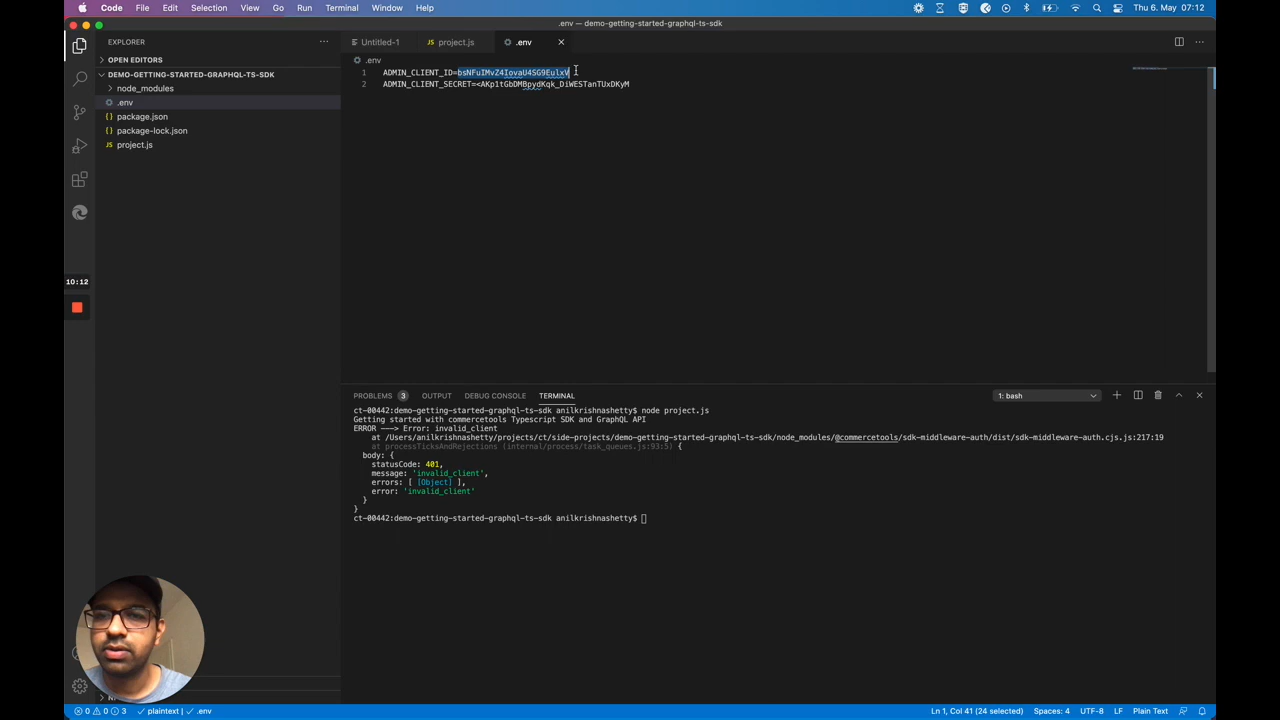 Code File Edit Selection View Go Run Terminal Window Help
Thu 6. May 07:12
.env — demo-getting-started-graphql-ts-sdk
EXPLORER
Untitled-1
project.js
.env
OPEN EDITORS
DEMO-GETTING-STARTED-GRAPHQL-TS-SDK
node_modules
.env
package.json
package-lock.json
project.js
.env
1 ADMIN_CLIENT_ID=bsNFuIMvZ4IovaU4SG9EulxV
2 ADMIN_CLIENT_SECRET=<AKp1tGbDMBpydKqk_DiWESTanTUxDKyM
10:12
PROBLEMS 3 OUTPUT DEBUG CONSOLE TERMINAL
1: bash
ct-00442:demo-getting-started-graphql-ts-sdk anilkrishnashetty$ node project.js
Getting started with commercetools Typescript SDK and GraphQL API
ERROR ---> Error: invalid_client
at /Users/anilkrishnashetty/projects/ct/side-projects/demo-getting-started-graphql-ts-sdk/node_modules/@commercetools/sdk-middleware-auth/dist/sdk-middleware-auth.cjs.js:217:19
at processTicksAndRejections (internal/process/task_queues.js:93:5) {
body: {
statusCode: 401,
message: 'invalid_client',
errors: [ [Object] ],
error: 'invalid_client'
}
}
ct-00442:demo-getting-started-graphql-ts-sdk anilkrishnashetty$
0 0 3 plaintext .env
Ln 1, Col 41 (24 selected) Spaces: 4 UTF-8 LF Plain Text